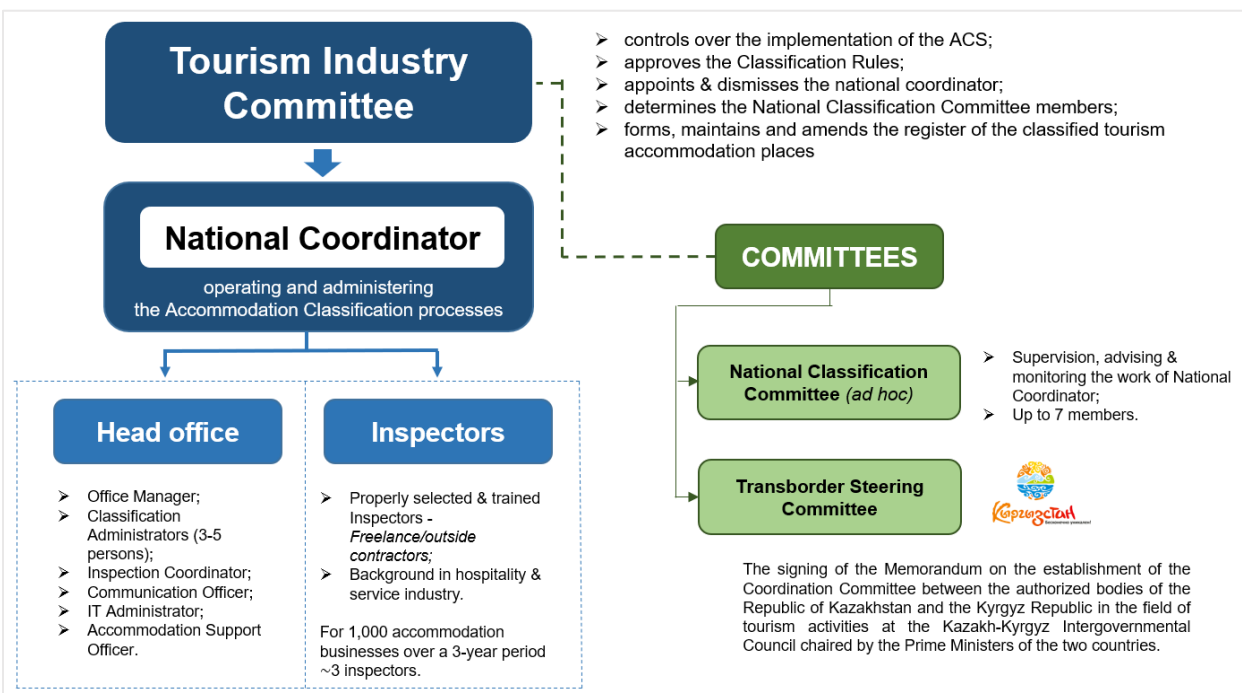 Tourism Industry
Committee
➢ controls over the implementation of the ACS;
➢ approves the Classification Rules;
➢ appoints & dismisses the national coordinator;
➢ determines the National Classification Committee members;
➢ forms, maintains and amends the register of the classified tourism
accommodation places
National Coordinator
operating and administering
the Accommodation Classification processes
Head office
➢ Office Manager;
➢ Classification
Administrators (3-5
persons);
➢ Inspection Coordinator;
➢ Communication Officer;
➢ IT Administrator;
➢ Accommodation Support
Officer.
Inspectors
➢ Properly selected & trained
Inspectors -
Freelance/outside
contractors;
➢ Background in hospitality &
service industry.
For 1,000 accommodation
businesses over a 3-year period
~3 inspectors.
COMMITTEES
National Classification
Committee (ad hoc)
➢ Supervision, advising &
monitoring the work of National
Coordinator;
➢ Up to 7 members.
Transborder Steering
Committee
Кыргызстан
The signing of the Memorandum on the establishment of the
Coordination Committee between the authorized bodies of the
Republic of Kazakhstan and the Kyrgyz Republic in the field of
tourism activities at the Kazakh-Kyrgyz Intergovernmental
Council chaired by the Prime Ministers of the two countries.